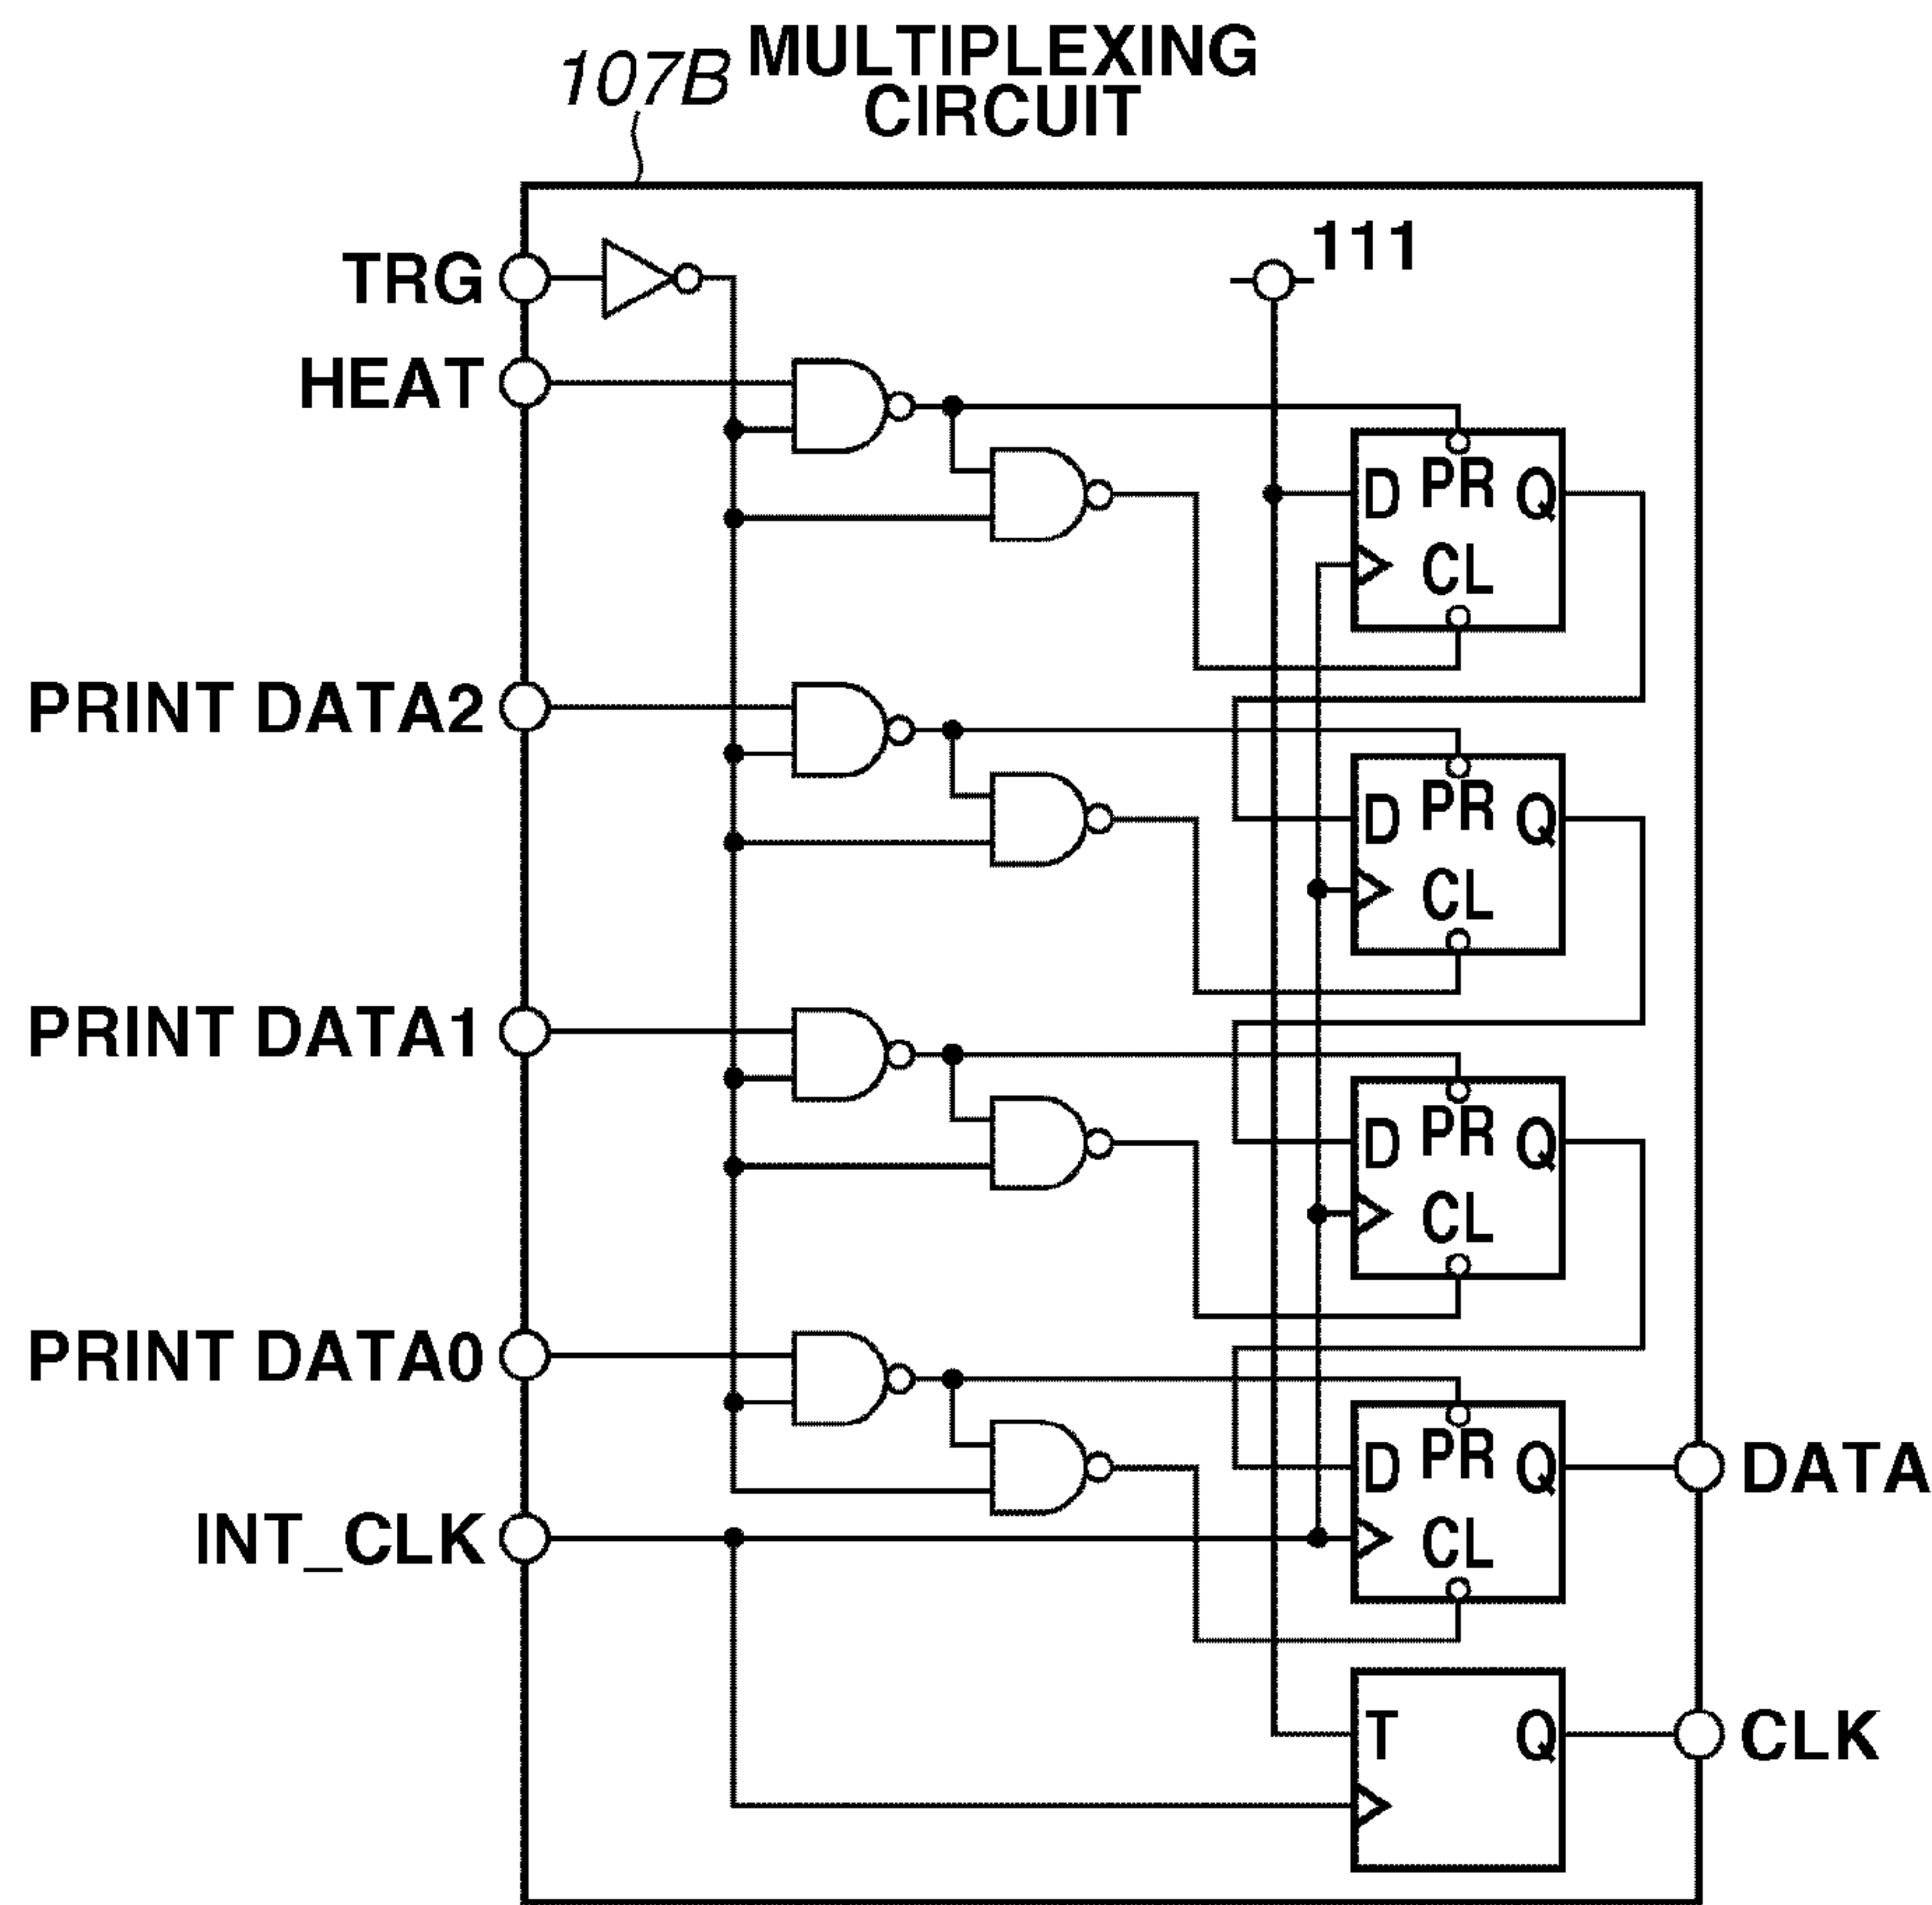 107B
MULTIPLEXING
CIRCUIT
TRG
111
HEAT
D PR Q
CL
PRINT DATA2
D PR Q
CL
PRINT DATA1
D PR Q
CL
PRINT DATA0
D PR Q
CL
DATA
INT_CLK
T Q
CLK